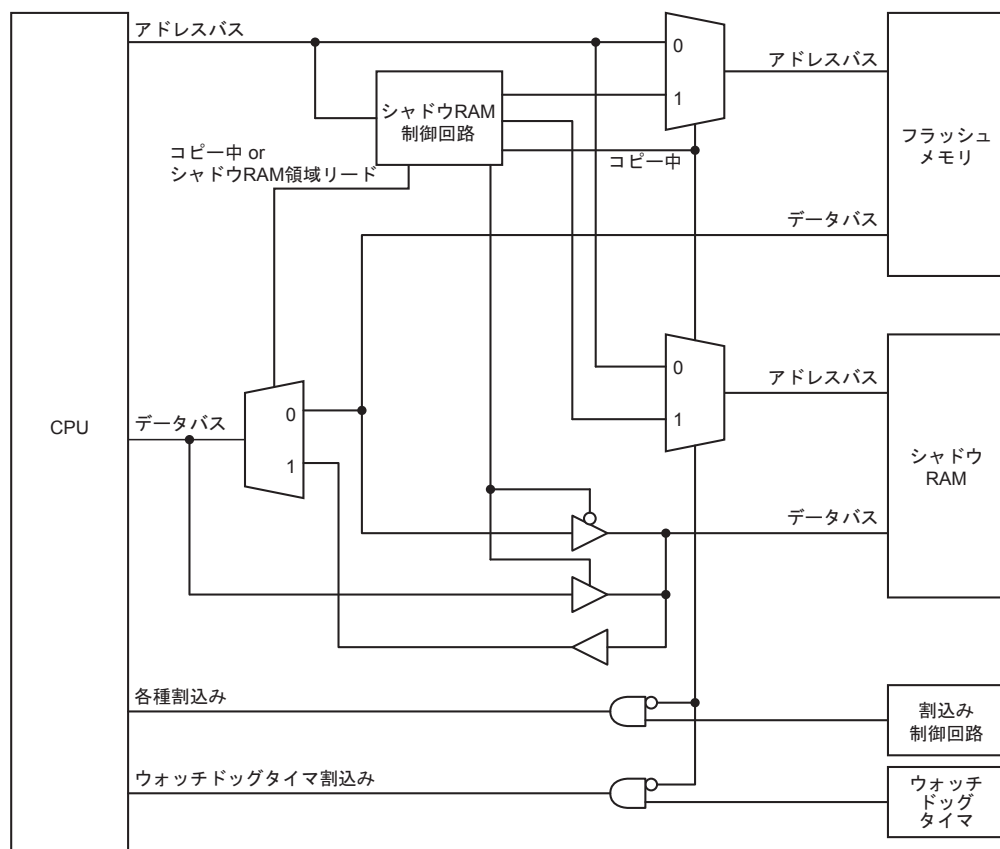 アドレスバス
0
アドレスバス
1
シャドウRAM
制御回路
フラッシュ
メモリ
コピー中 or
シャドウRAM領域リード
コピー中
データバス
0
アドレスバス
1
CPU
データバス
0
1
シャドウ
RAM
データバス
各種割込み
割込み
制御回路
ウォッチドッグタイマ割込み
ウォッチ
ドッグ
タイマ